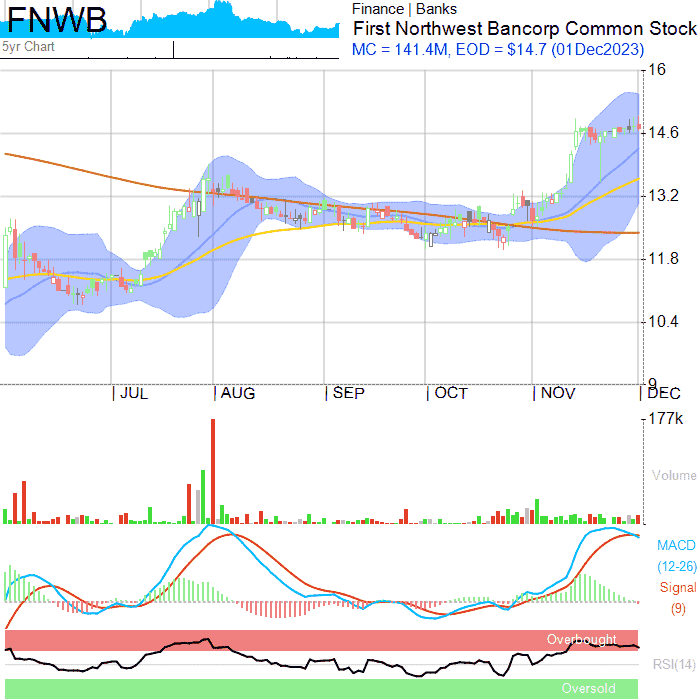 FNWB
5yr Chart
Finance | Banks
First Northwest Bancorp Common Stock
MC = 141.4M, EOD = $14.7 (01Dec2023)
16
14.6
13.2
11.8
10.4
9
| JUL | AUG | SEP | OCT | NOV | DEC
177k
Volume
MACD
(12-26)
Signal
(9)
Overbought
RSI(14)
Oversold